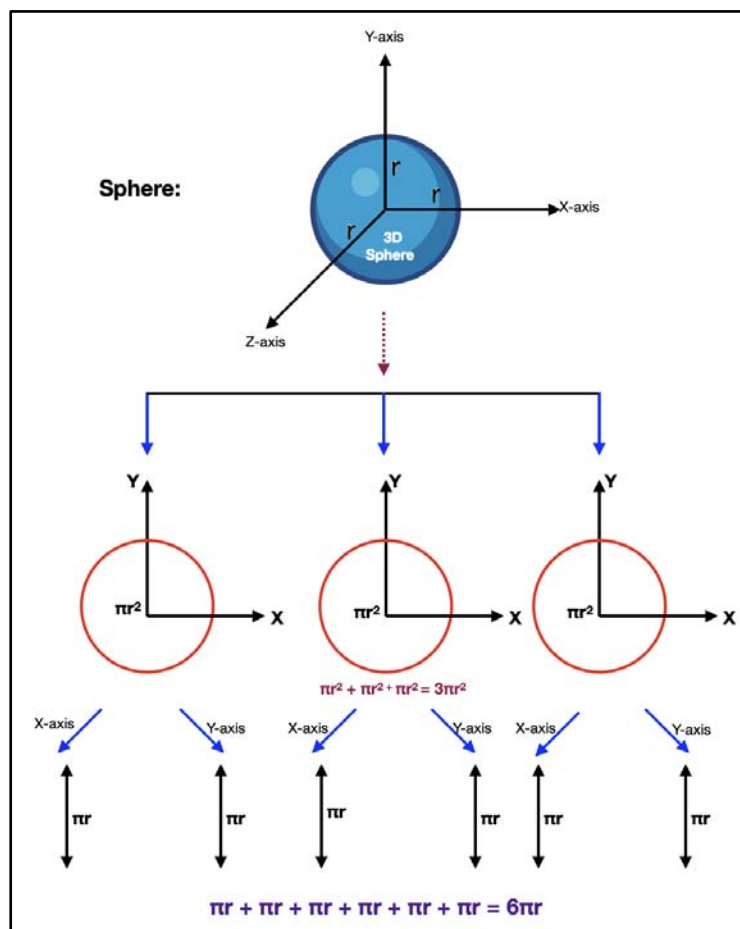 Y-axis
Sphere:
r
r
X-axis
r
3D
Sphere
Z-axis
Y
Y
Y
πr² X
πr² X
πr² X
πr² + πr² + πr² = 3πr²
X-axis Y-axis X-axis Y-axis X-axis Y-axis
πr πr πr πr πr πr
πr + πr + πr + πr + πr + πr = 6πr